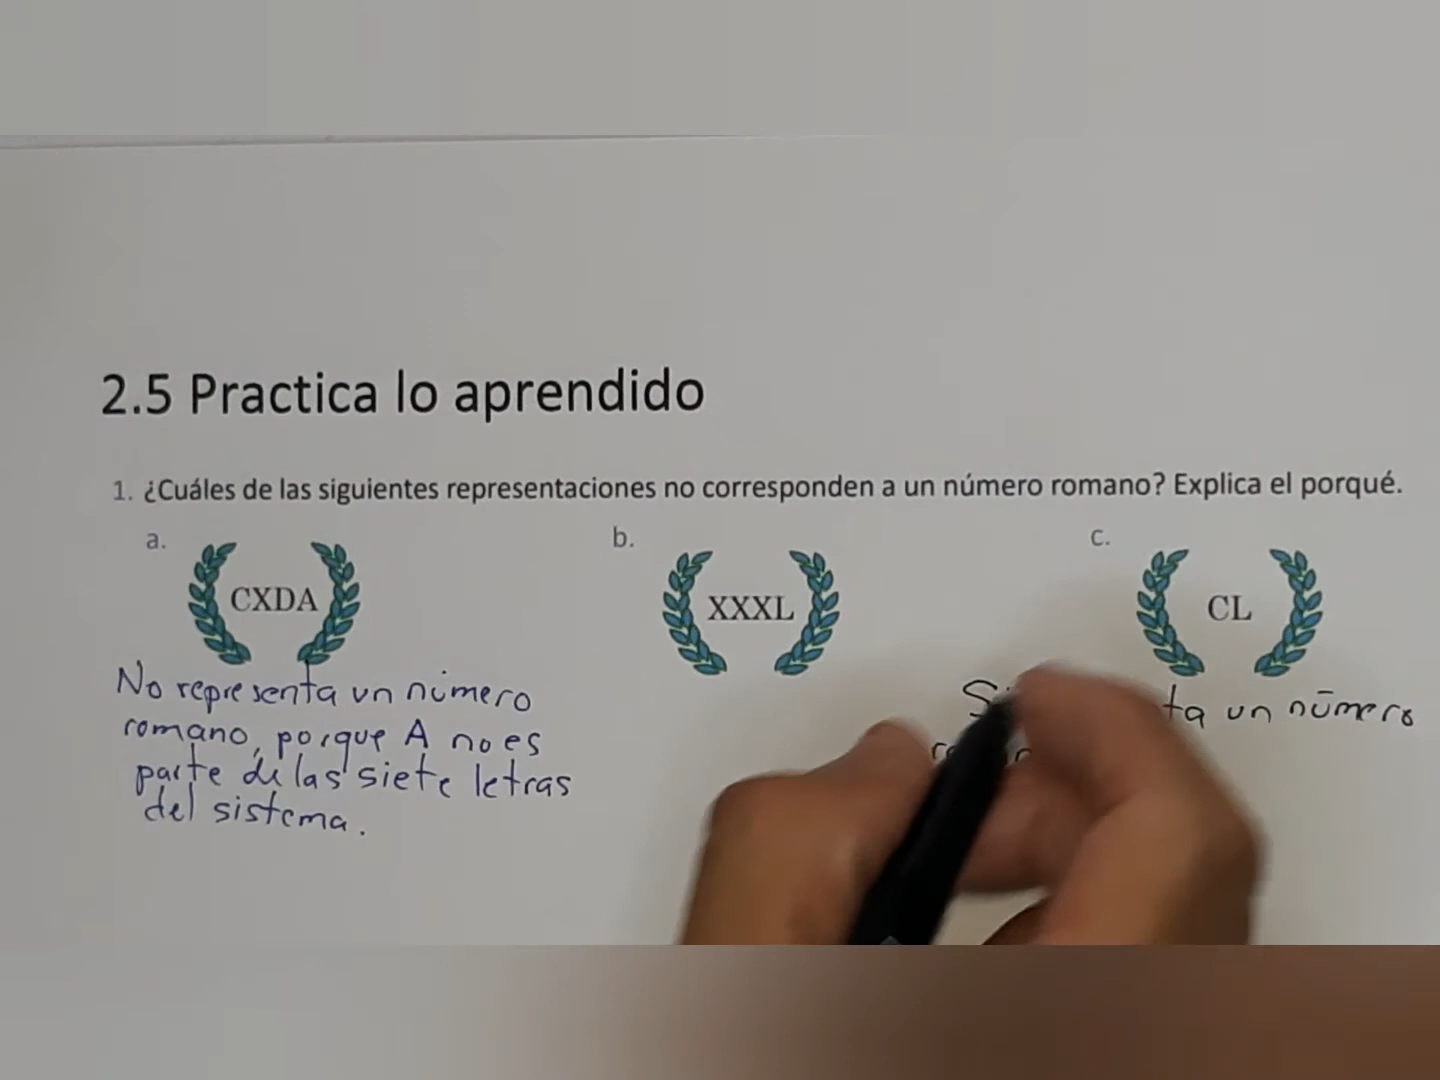 2.5 Practica lo aprendido
1. ¿Cuáles de las siguientes representaciones no corresponden a un número romano? Explica el porqué.
a.
b.
c.
CXDA
XXXL
CL
No representa un número
romano, porque A no es
parte de las siete letras
del sistema.
un número